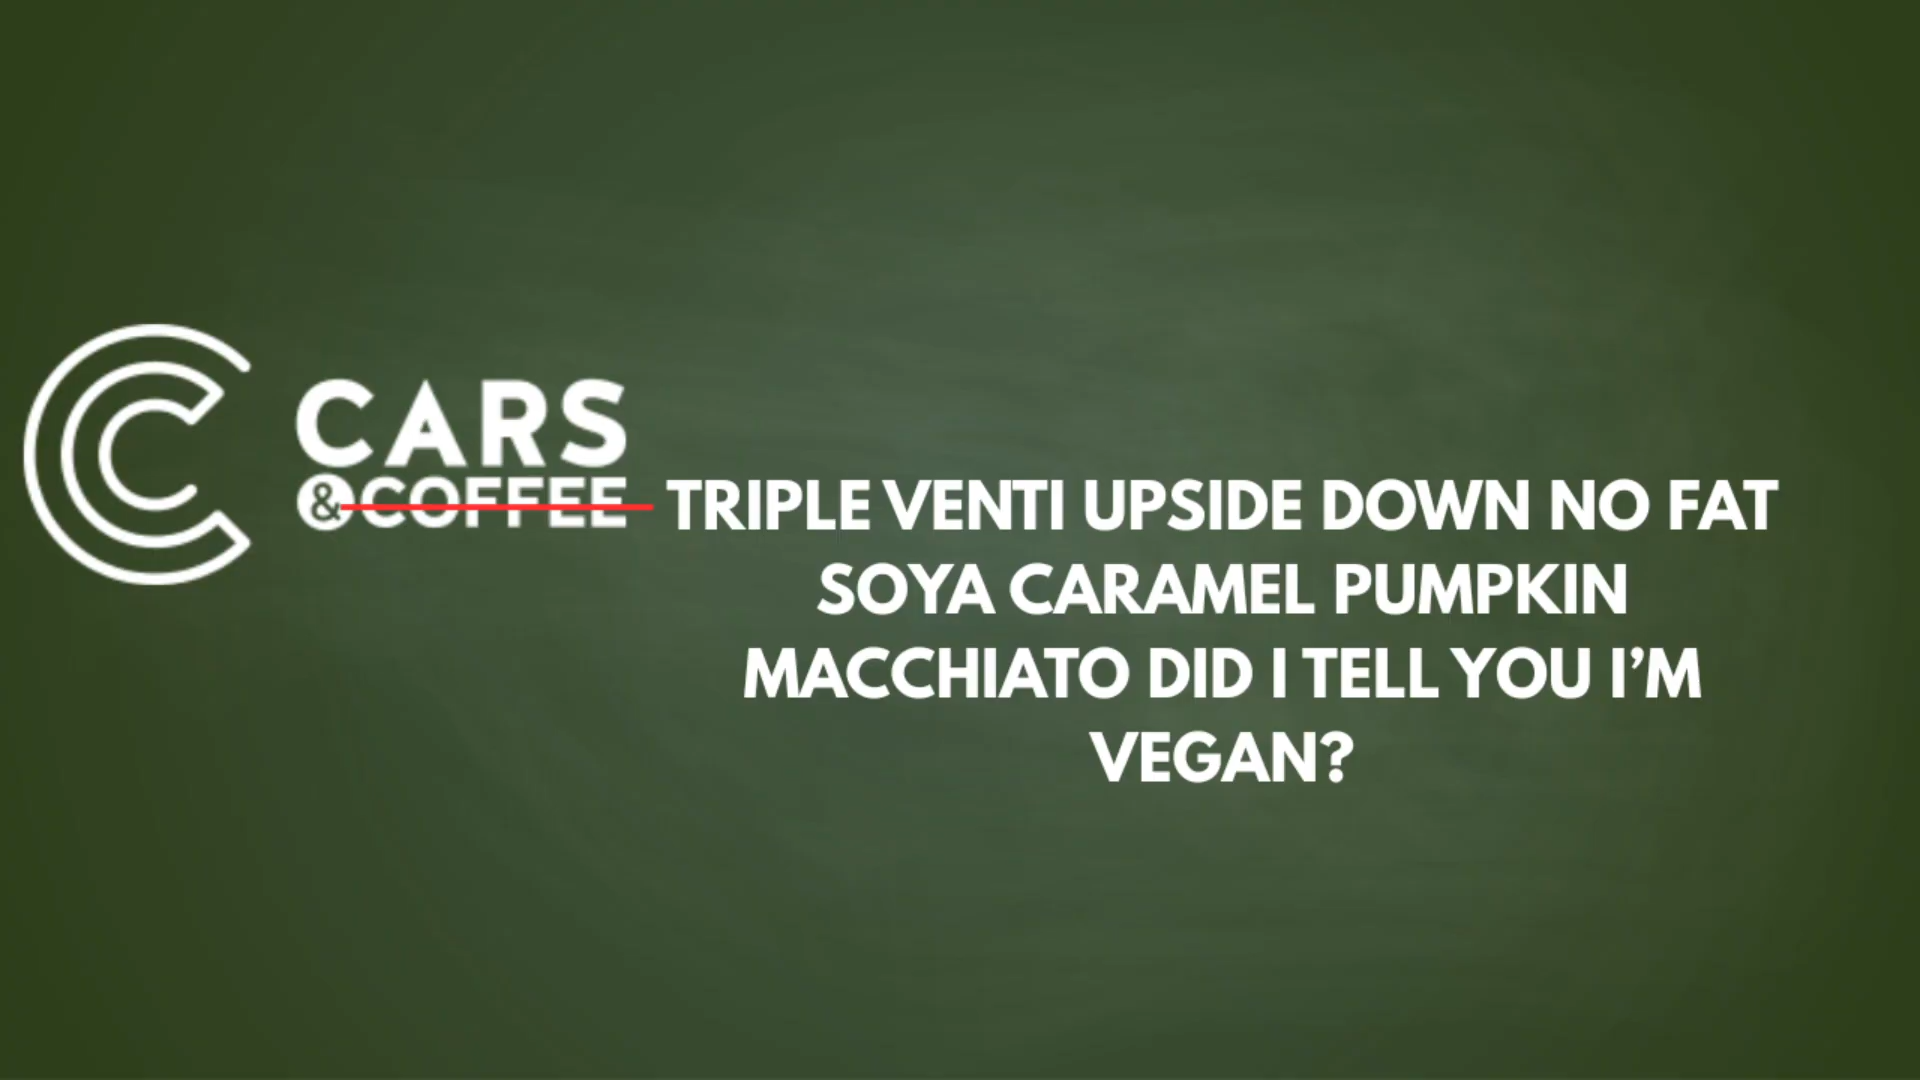 CARS
&COFFEE TRIPLE VENTI UPSIDE DOWN NO FAT
SOYA CARAMEL PUMPKIN
MACCHIATO DID I TELL YOU I’M
VEGAN?